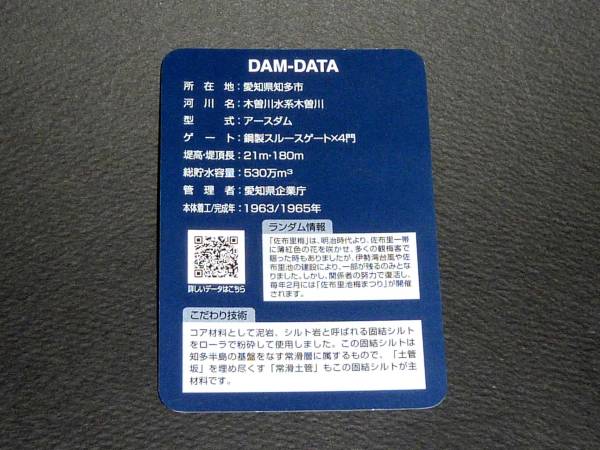 DAM-DATA
所在地：愛知県知多市
河川名：木曽川水系木曽川
型式：アースダム
ゲート：鋼製スルースゲート×4門
堤高・堤頂長：21m・180m
総貯水容量：530万m³
管理者：愛知県企業庁
本体着工/完成年：1963/1965年
詳しいデータはこちら
ランダム情報
「佐布里梅」は、明治時代より、佐布里一帯
に薄紅色の花を咲かせ、多くの観梅客で
賑った時もありましたが、伊勢湾台風や佐
布里池の建設により、一部が残るのみとな
りました。しかし、関係者の努力で復活し、
毎年2月には「佐布里池梅まつり」が開催
されます。
こだわり技術
コア材料として泥岩、シルト岩と呼ばれる固結シルト
をローラで粉砕して使用しました。この固結シルトは
知多半島の基盤をなす常滑層に属するもので、「土管
坂」を埋め尽くす「常滑土管」もこの固結シルトが主
材料です。